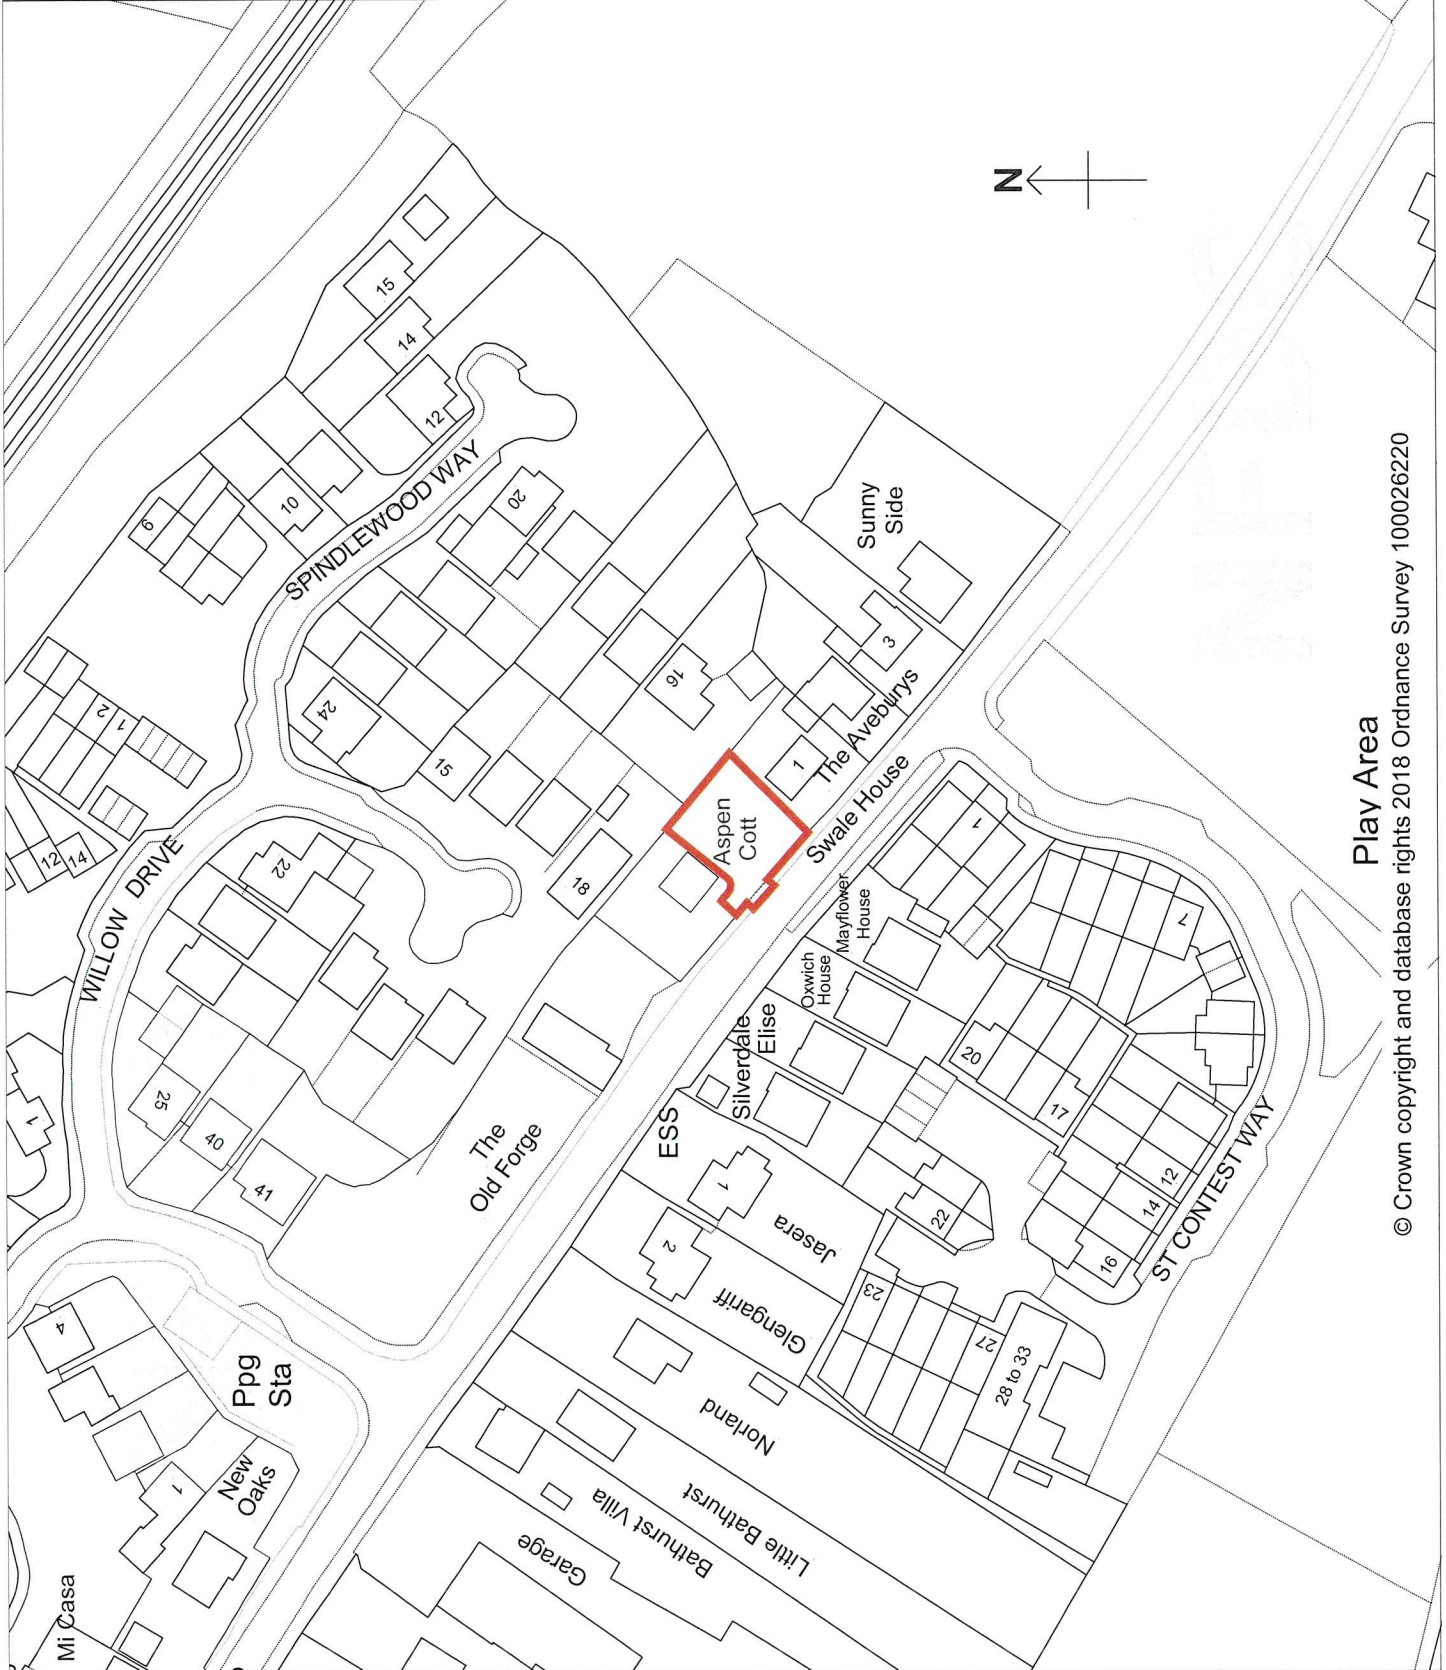 15
14
N
12
SPINDLEWOOD WAY
10
9
20
Sunny
Side
3
16
24
2
1
15
The Aveburys
1
Swale House
Aspen
Cott
12
14
WILLOW DRIVE
22
18
Mayflower
House
Oxwich
House
Silverdale
Elise
1
7
20
17
25
40
41
1
The
Old Forge
ESS
1
2
Jasera
22
Glengariff
23
27
28 to 33
12
14
16
ST CONTEST WAY
4
Ppg
Sta
New
Oaks
1
Norland
Little Bathurst
Bathurst Villa
Garage
Mi Casa
Play Area
© Crown copyright and database rights 2018 Ordnance Survey 100026220